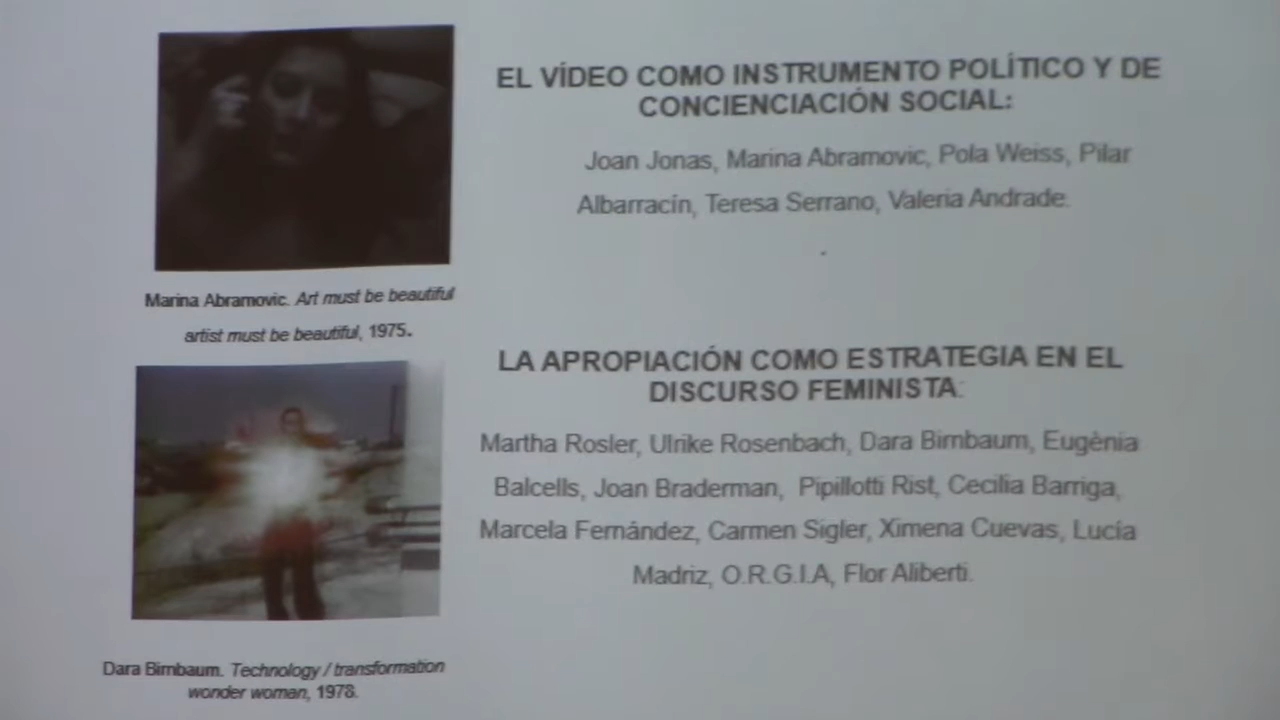 EL VÍDEO COMO INSTRUMENTO POLÍTICO Y DE
CONCIENCIACIÓN SOCIAL:
Joan Jonas, Marina Abramovic, Pola Weiss, Pilar
Albarracín, Teresa Serrano, Valeria Andrade.
Marina Abramovic. Art must be beautiful
artist must be beautiful, 1975.
LA APROPIACIÓN COMO ESTRATEGIA EN EL
DISCURSO FEMINISTA:
Martha Rosler, Ulrike Rosenbach, Dara Birnbaum, Eugènia
Balcells, Joan Braderman, Pipillotti Rist, Cecilia Barriga,
Marcela Fernández, Carmen Sigler, Ximena Cuevas, Lucía
Madriz, O.R.G.I.A, Flor Aliberti.
Dara Birnbaum. Technology / transformation
wonder woman, 1978.